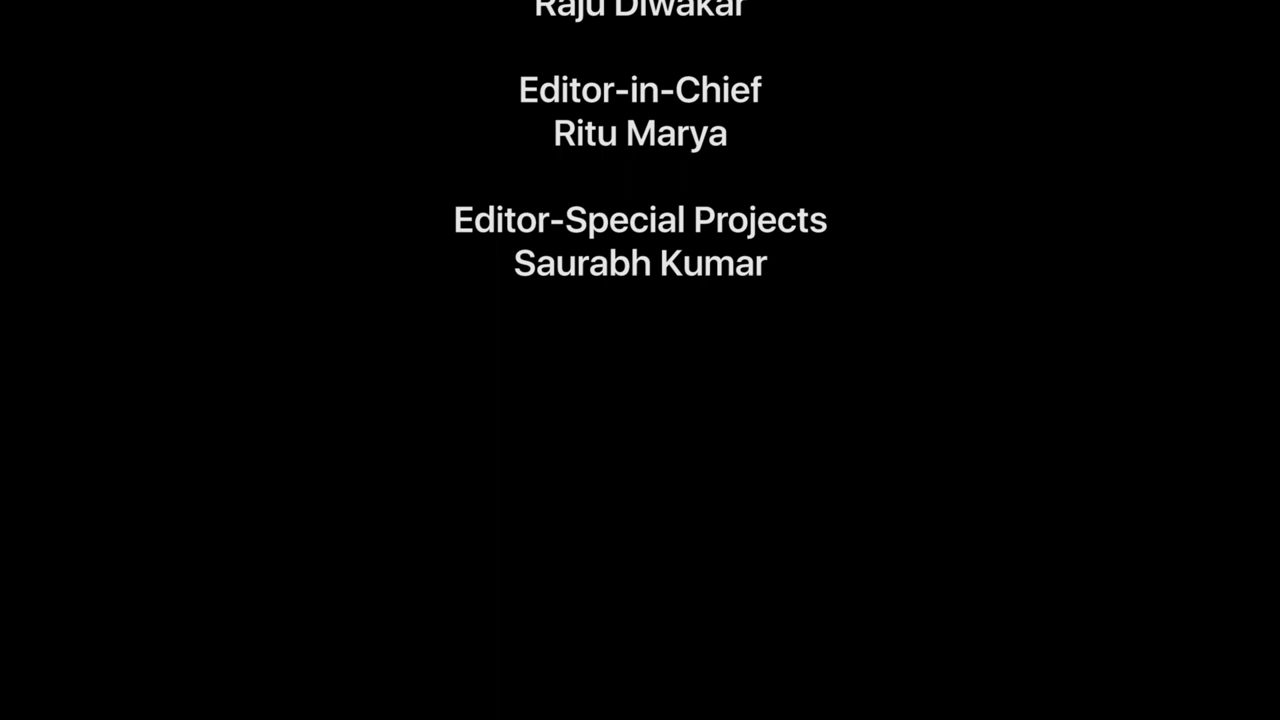 Raju Diwakar
Editor-in-Chief
Ritu Marya
Editor-Special Projects
Saurabh Kumar